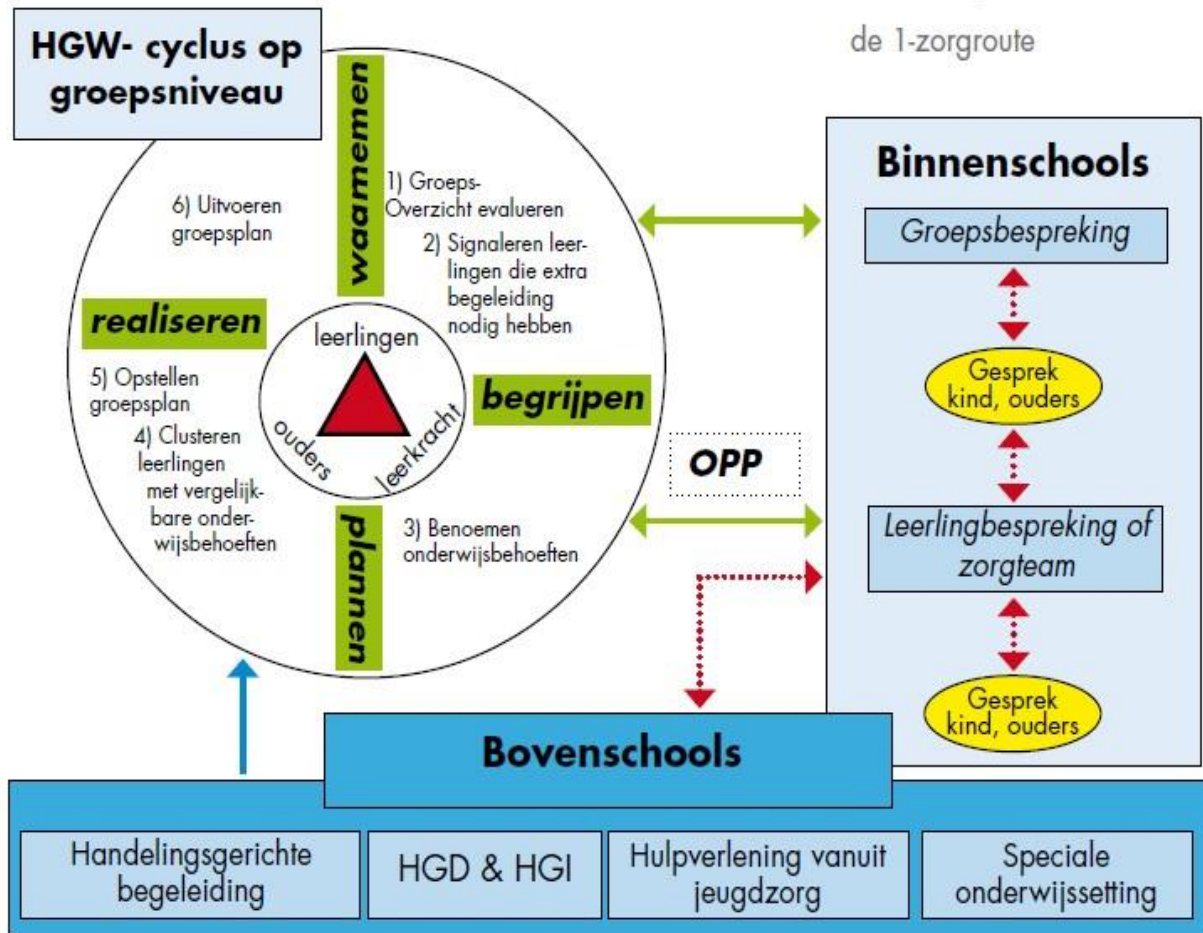 de 1-zorgroute
HGW- cyclus op
groepsniveau
waarnemen
1) Groeps-
Overzicht evalueren
2) Signaleren leer-
lingen die extra
begeleiding
nodig hebben
6) Uitvoeren
groepsplan
realiseren
leerlingen
ouders
leerkracht
begrijpen
5) Opstellen
groepsplan
4) Clusteren
leerlingen
met vergelijk-
bare onder-
wijsbehoeften
plannen
3) Benoemen
onderwijsbehoeften
OPP
Binnenschools
Groepsbespreking
Gesprek
kind, ouders
Leerlingbespreking of
zorgteam
Gesprek
kind, ouders
Bovenschools
Handelingsgerichte
begeleiding
HGD & HGI
Hulpverlening vanuit
jeugdzorg
Speciale
onderwijssetting